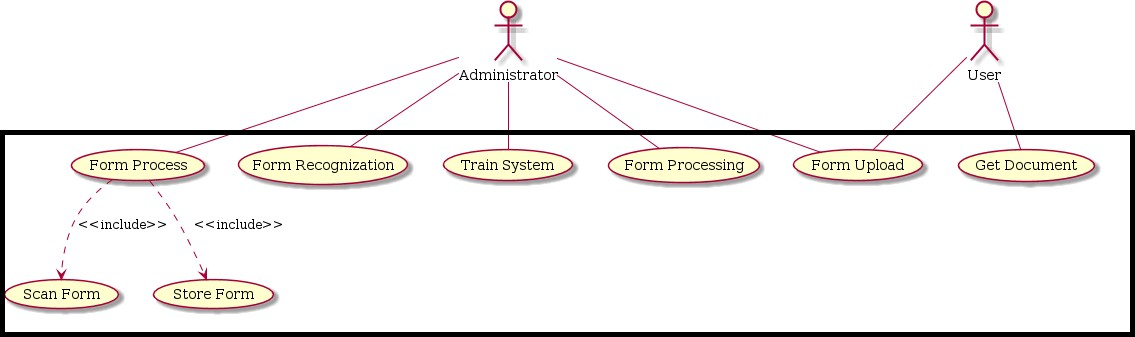 Administrator
User
Form Process
Form Recognization
Train System
Form Processing
Form Upload
Get Document
<<include>>
<<include>>
Scan Form
Store Form